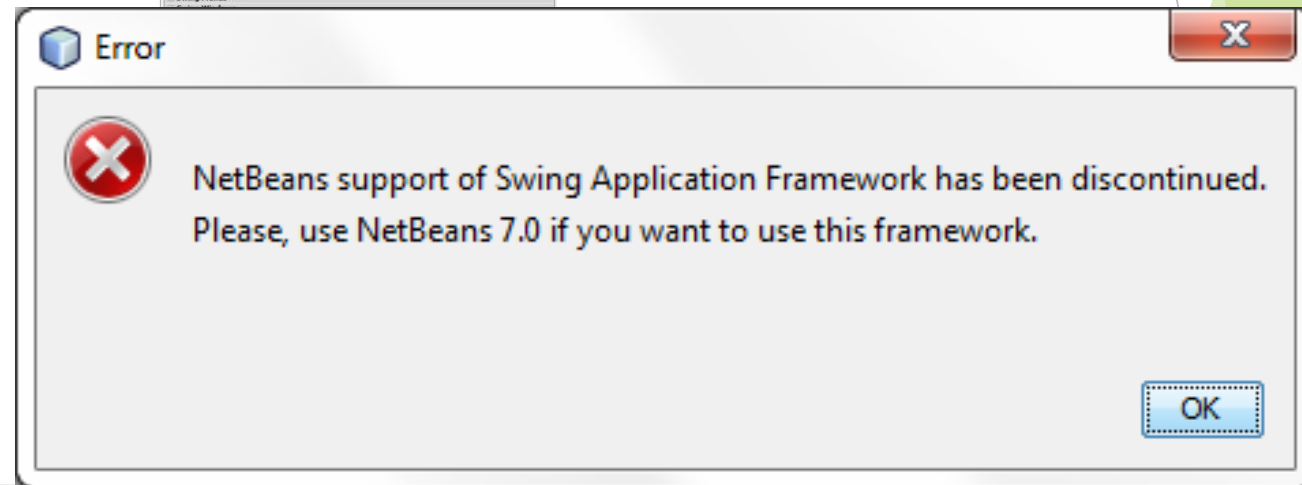 Error
NetBeans support of Swing Application Framework has been discontinued.
Please, use NetBeans 7.0 if you want to use this framework.
OK